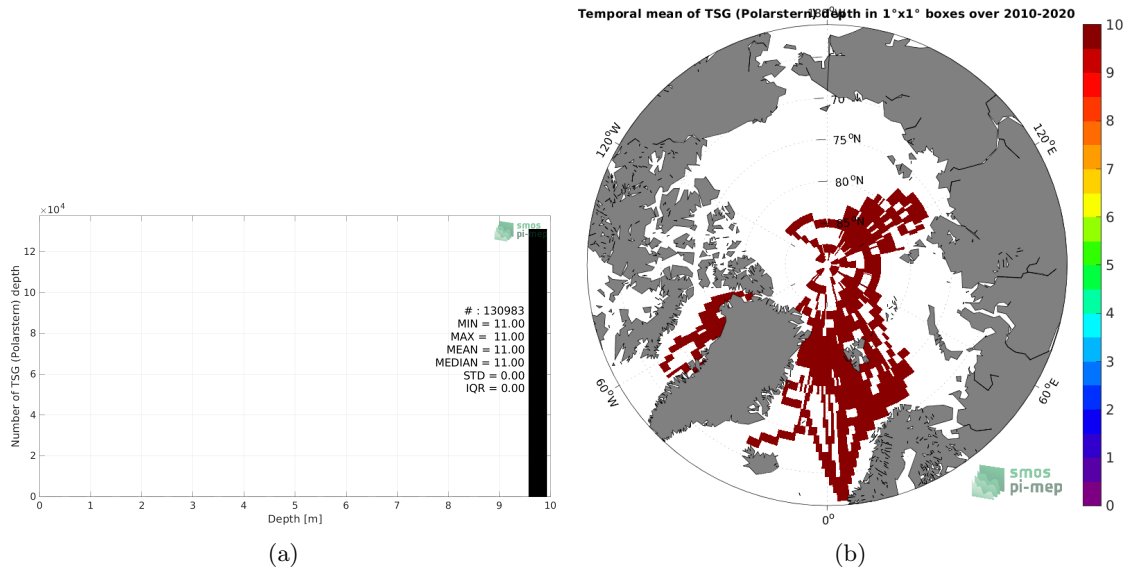 ×10⁴
12
10
8
6
4
2
0
Number of TSG (Polarstern) depth
smos
pi-mep
# : 130983
MIN = 11.00
MAX = 11.00
MEAN = 11.00
MEDIAN = 11.00
STD = 0.00
IQR = 0.00
0 1 2 3 4 5 6 7 8 9 10
Depth [m]
(a)
Temporal mean of TSG (Polarstern) depth in 1°x1° boxes over 2010-2020
180°W
120°W
120°E
60°W
60°E
0°
70°N
75°N
80°N
85°N
smos
pi-mep
10
9
8
7
6
5
4
3
2
1
0
(b)